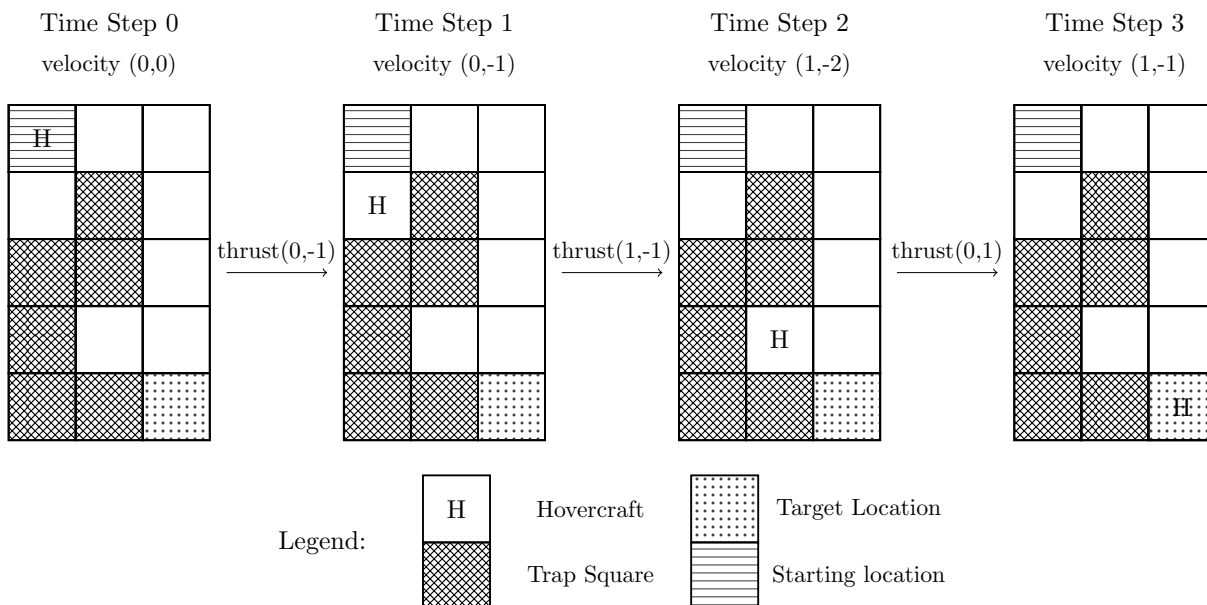 Time Step 0 Time Step 1 Time Step 2 Time Step 3
velocity (0,0) velocity (0,-1) velocity (1,-2) velocity (1,-1)
H
H
thrust(0,-1) thrust(1,-1) thrust(0,1)
H
H
H Hovercraft Target Location
Legend:
Trap Square Starting location